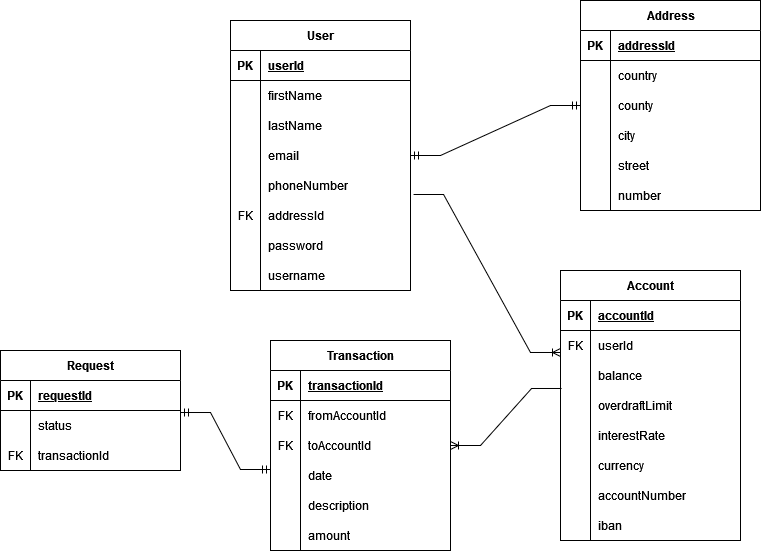 User
PK userId
firstName
lastName
email
phoneNumber
FK addressId
password
username
Address
PK addressId
country
county
city
street
number
Account
PK accountId
FK userId
balance
overdraftLimit
interestRate
currency
accountNumber
iban
Request
PK requestId
status
FK transactionId
Transaction
PK transactionId
FK fromAccountId
FK toAccountId
date
description
amount